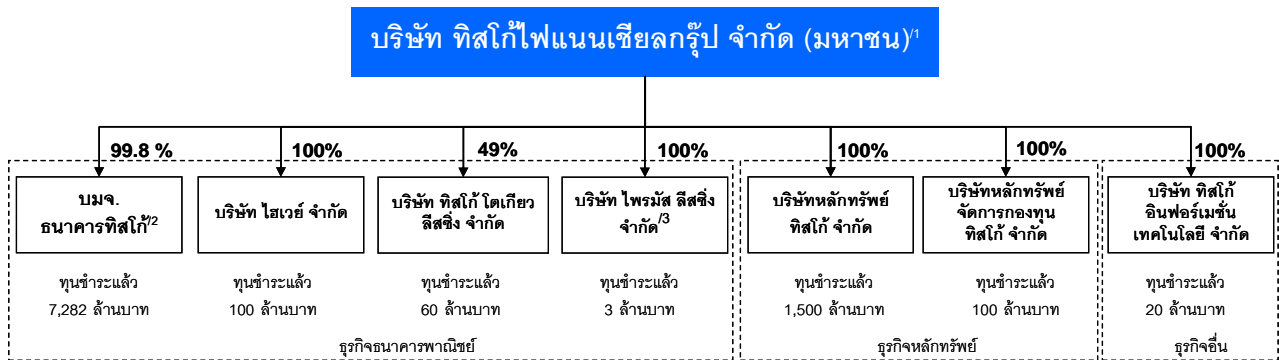 บริษัท ทิสโก้ไฟแนนเชียลกรุ๊ป จำกัด (มหาชน)/1
99.8 %
100%
49%
100%
100%
100%
100%
บมจ.
ธนาคารทิสโก้/2
บริษัท ไฮเวย์ จำกัด
บริษัท ทิสโก้ โตเกียว
ลีสซิ่ง จำกัด
บริษัท ไพรมัส ลีสซิ่ง
จำกัด/3
บริษัทหลักทรัพย์
ทิสโก้ จำกัด
บริษัทหลักทรัพย์
จัดการกองทุน
ทิสโก้ จำกัด
บริษัท ทิสโก้
อินฟอร์เมชั่น
เทคโนโลยี จำกัด
ทุนชำระแล้ว
7,282 ล้านบาท
ทุนชำระแล้ว
100 ล้านบาท
ทุนชำระแล้ว
60 ล้านบาท
ทุนชำระแล้ว
3 ล้านบาท
ทุนชำระแล้ว
1,500 ล้านบาท
ทุนชำระแล้ว
100 ล้านบาท
ทุนชำระแล้ว
20 ล้านบาท
ธุรกิจธนาคารพาณิชย์
ธุรกิจหลักทรัพย์
ธุรกิจอื่น